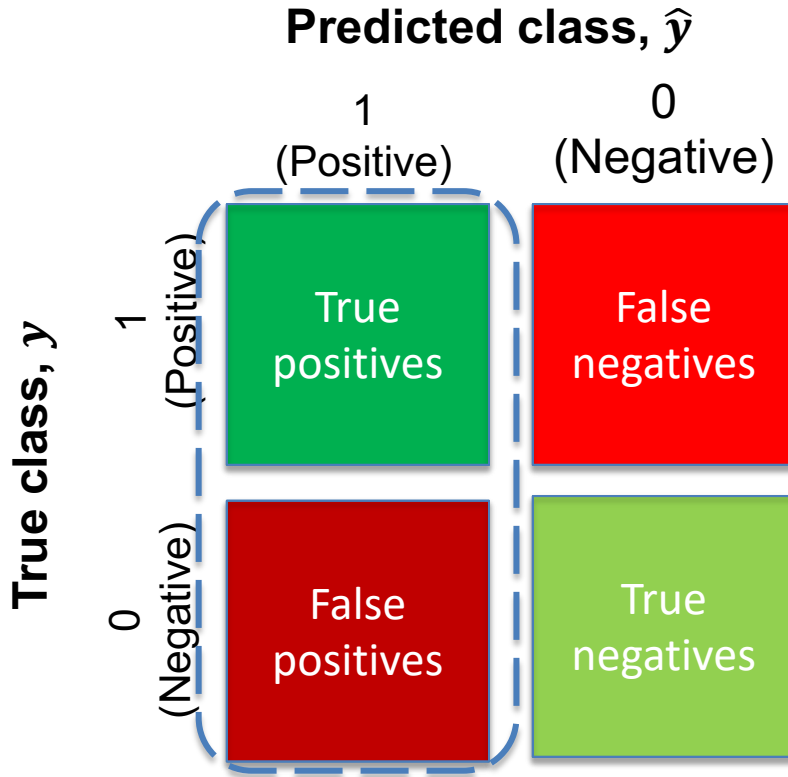 Predicted class, ŷ
1
(Positive)
0
(Negative)
True class, y
1
(Positive)
0
(Negative)
True
positives
False
negatives
False
positives
True
negatives